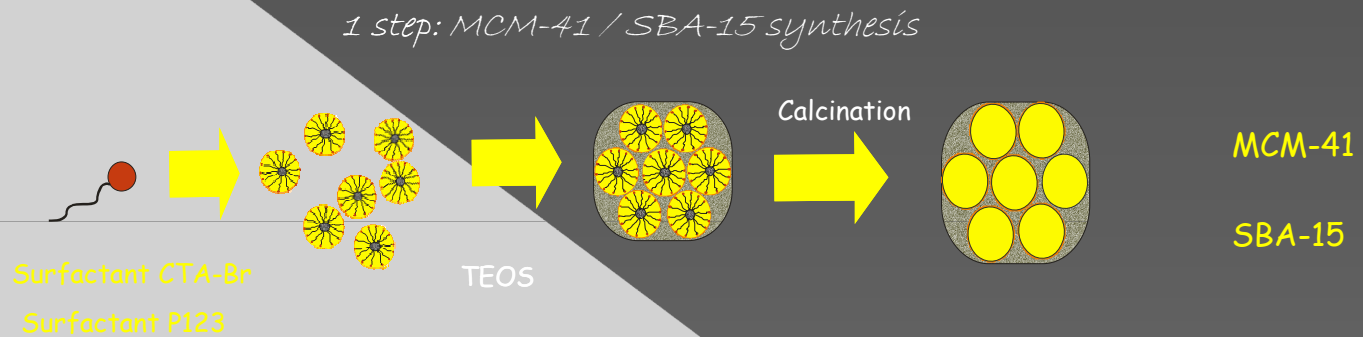 1 step: MCM-41 / SBA-15 synthesis
Calcination
MCM-41
SBA-15
Surfactant CTA-Br
TEOS
Surfactant P123